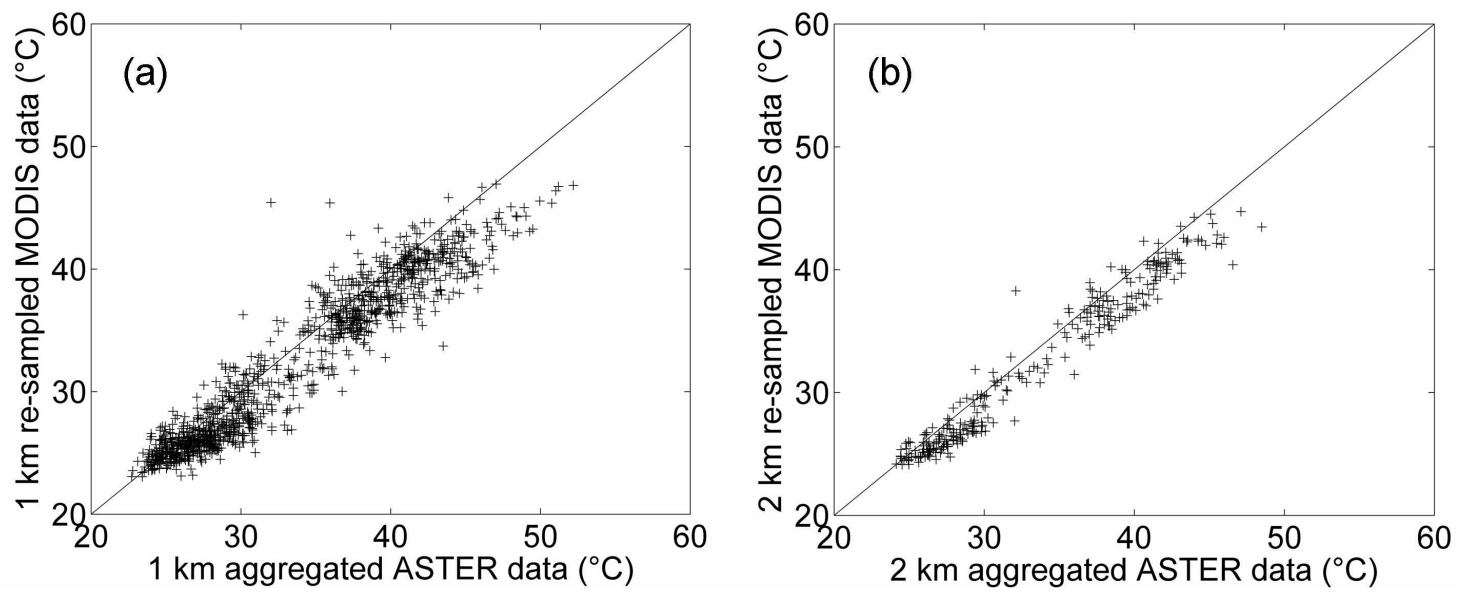 (a)
1 km re-sampled MODIS data (°C)
60
50
40
30
20
20 30 40 50 60
1 km aggregated ASTER data (°C)
(b)
2 km re-sampled MODIS data (°C)
60
50
40
30
20
20 30 40 50 60
2 km aggregated ASTER data (°C)